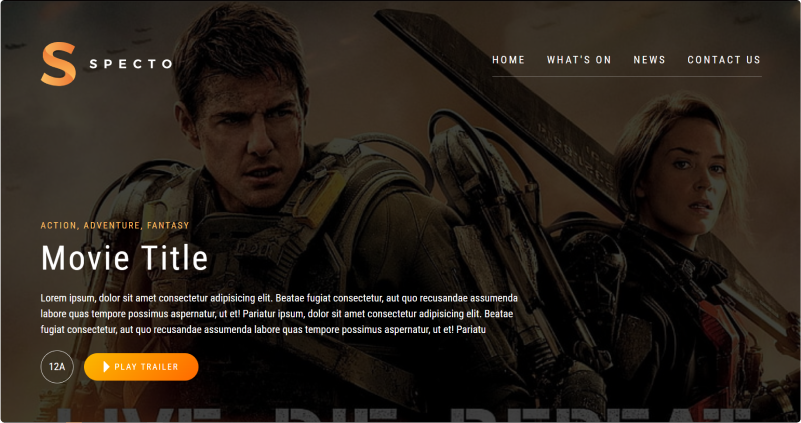 S SPECTO
HOME WHAT'S ON NEWS CONTACT US
ACTION, ADVENTURE, FANTASY
Movie Title
Lorem ipsum, dolor sit amet consectetur adipisicing elit. Beatae fugiat consectetur, aut quo recusandae assumenda
labore quas tempore possimus aspernatur, ut et! Pariatur ipsum, dolor sit amet consectetur adipisicing elit. Beatae
fugiat consectetur, aut quo recusandae assumenda labore quas tempore possimus aspernatur, ut et! Pariatu
12A PLAY TRAILER
LIVE DIE REPEAT